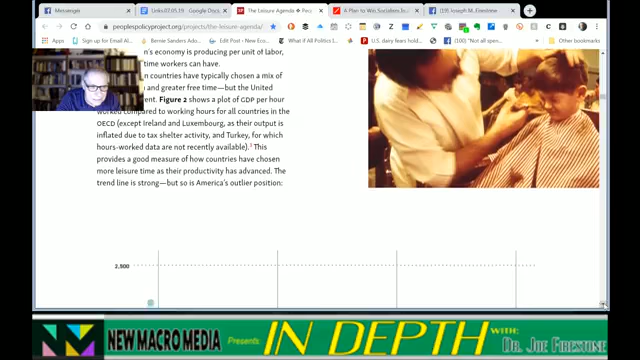 Messenger
Links.07.05.19 - Google Docs
The Leisure Agenda - People
A Plan to Win Socialism In
Joseph M. Firestone
peoplespolicyproject.org/projects/the-leisure-agenda/
Apps
Sign up for Email Al...
Bernie Sanders Abo...
What If All Politics I...
U.S. dairy fears hold...
(100) "Not all spen...
Other bookmarks
n's economy is producing per unit of labor,
time workers can have.
n countries have typically chosen a mix of
and greater free time—but the United
ent. Figure 2 shows a plot of GDP per hour
worked compared to working hours for all countries in the
OECD (except Ireland and Luxembourg, as their output is
inflated due to tax shelter activity, and Turkey, for which
hours-worked data are not recently available). This
provides a good measure of how countries have chosen
more leisure time as their productivity has advanced. The
trend line is strong—but so is America's outlier position:
2,500
NEW MACRO MEDIA
Presents:
IN DEPTH
WITH:
DR. JOE FIRESTONE